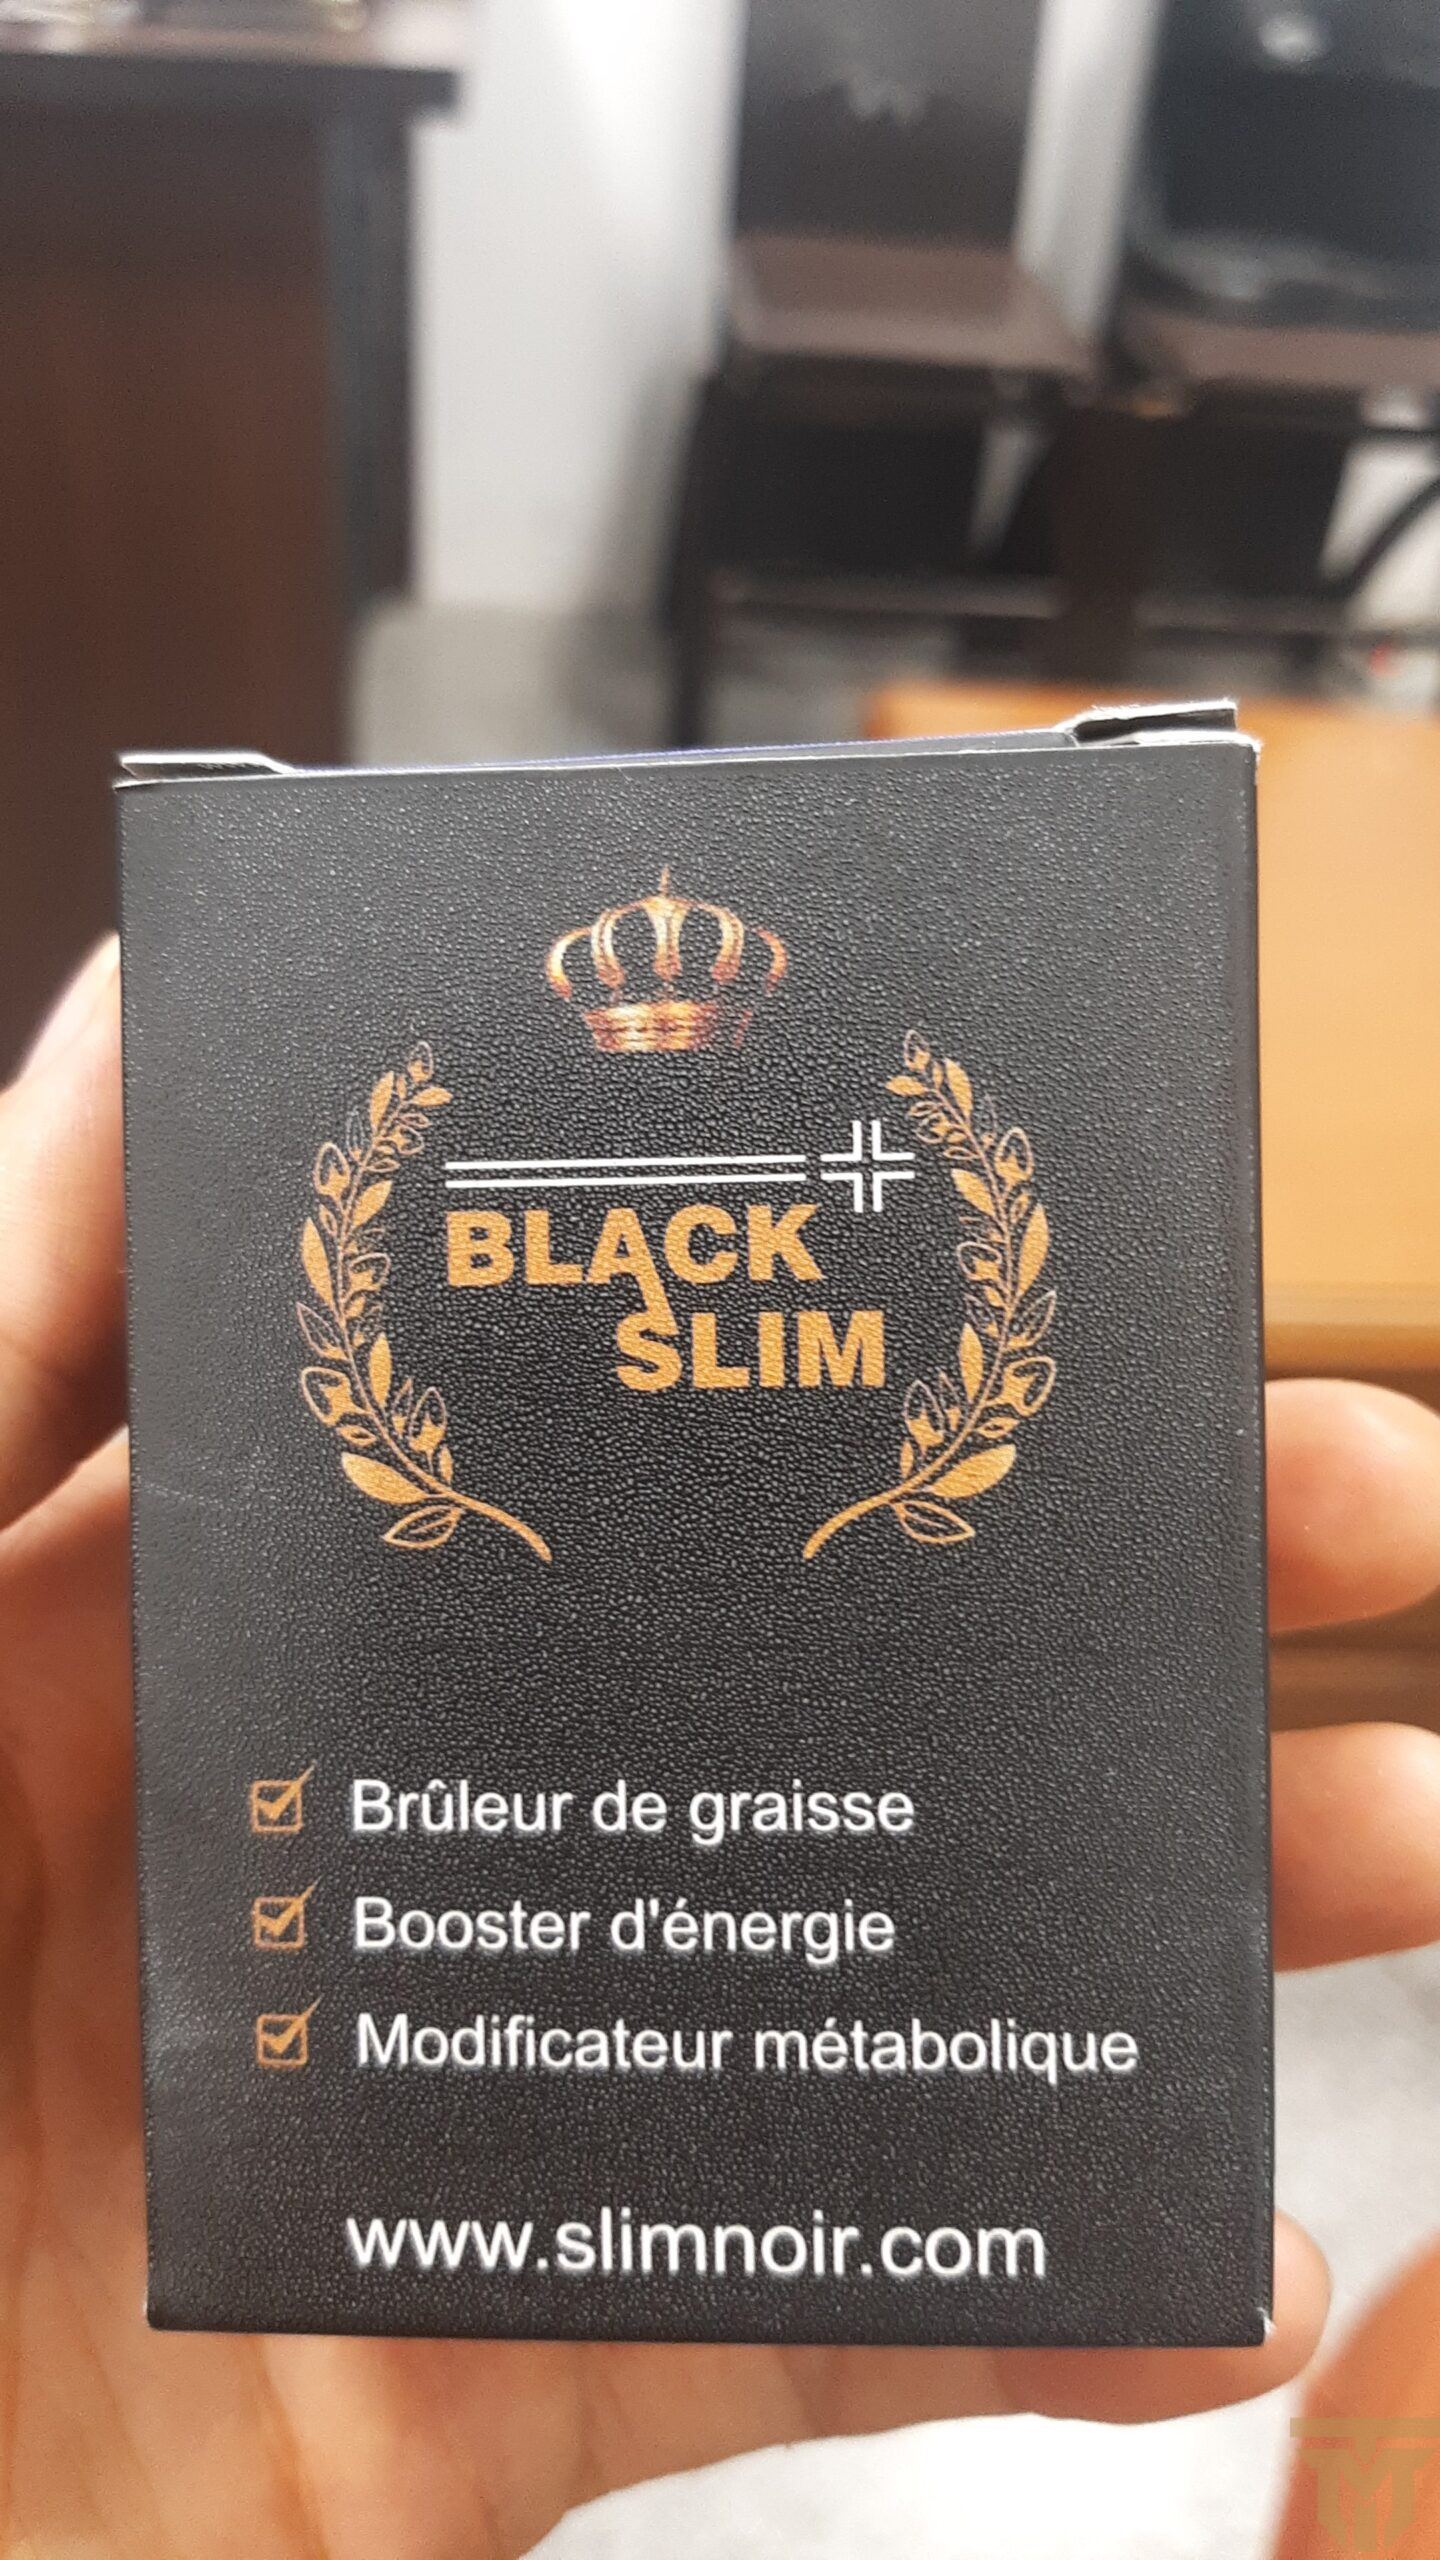 BLACK
SLIM
Brûleur de graisse
Booster d'énergie
Modificateur métabolique
www.slimnoir.com